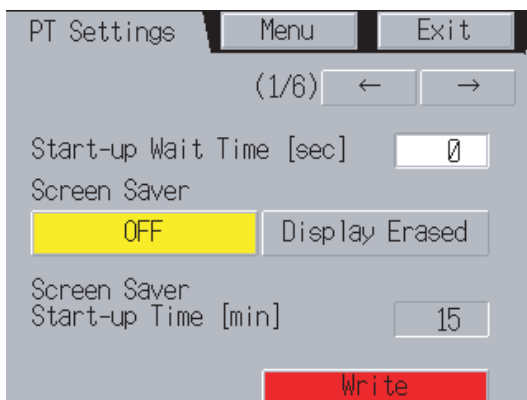 PT Settings Menu Exit
(1/6) ← →
Start-up Wait Time [sec] 0
Screen Saver
OFF Display Erased
Screen Saver
Start-up Time [min] 15
Write